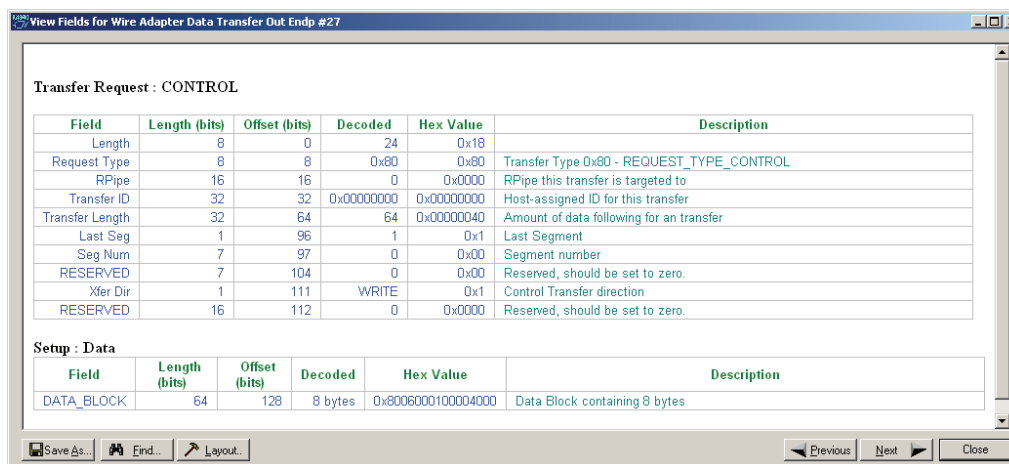 View Fields for Wire Adapter Data Transfer Out Endp #27
Transfer Request : CONTROL
Field Length (bits) Offset (bits) Decoded Hex Value Description
Length 8 0 24 0x18
Request Type 8 8 0x80 0x80 Transfer Type 0x80 - REQUEST_TYPE_CONTROL
RPipe 16 16 0 0x0000 RPipe this transfer is targeted to
Transfer ID 32 32 0x00000000 0x00000000 Host-assigned ID for this transfer
Transfer Length 32 64 64 0x00000040 Amount of data following for an transfer
Last Seg 1 96 1 0x1 Last Segment
Seg Num 7 97 0 0x00 Segment number
RESERVED 7 104 0 0x00 Reserved, should be set to zero.
Xfer Dir 1 111 WRITE 0x1 Control Transfer direction
RESERVED 16 112 0 0x0000 Reserved, should be set to zero.
Setup : Data
Field Length (bits) Offset (bits) Decoded Hex Value Description
DATA_BLOCK 64 128 8 bytes 0x8006000100004000 Data Block containing 8 bytes
Save As... Find... Layout.. Previous Next Close